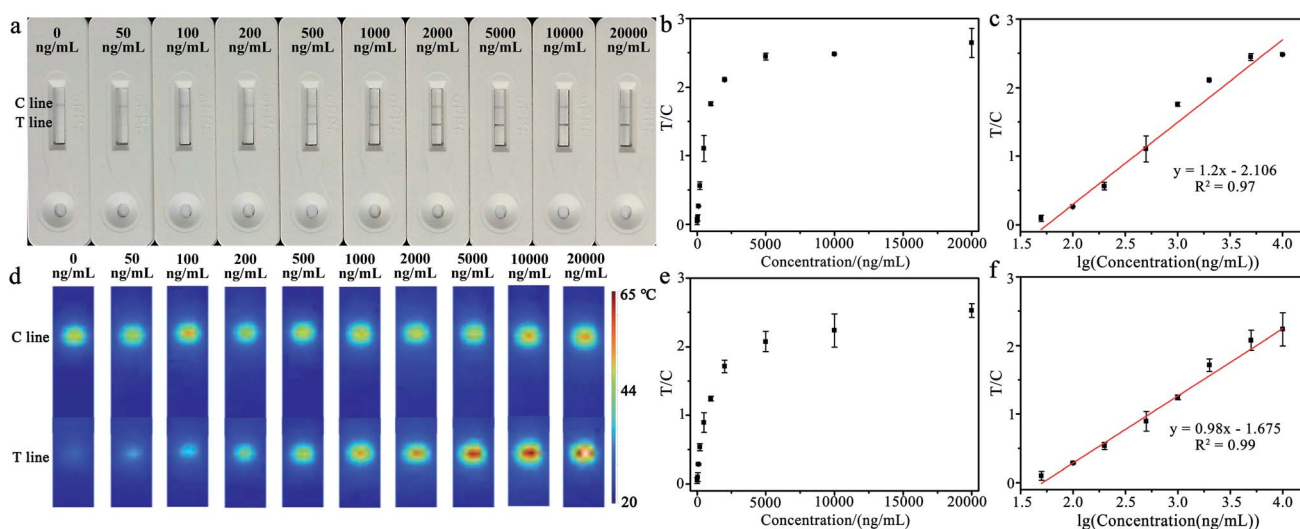 a
0 50 100 200 500 1000 2000 5000 10000 20000
ng/mL ng/mL ng/mL ng/mL ng/mL ng/mL ng/mL ng/mL ng/mL ng/mL
C line
T line
b
T/C
3
2
1
0
0 5000 10000 15000 20000
Concentration/(ng/mL)
c
T/C
3
2
1
0
y = 1.2x - 2.106
R² = 0.97
1.5 2.0 2.5 3.0 3.5 4.0
lg(Concentration(ng/mL))
d
0 50 100 200 500 1000 2000 5000 10000 20000
ng/mL ng/mL ng/mL ng/mL ng/mL ng/mL ng/mL ng/mL ng/mL ng/mL
C line
T line
65 ℃
44
20
e
T/C
3
2
1
0
0 5000 10000 15000 20000
Concentration/(ng/mL)
f
T/C
3
2
1
0
y = 0.98x - 1.675
R² = 0.99
1.5 2.0 2.5 3.0 3.5 4.0
lg(Concentration(ng/mL))